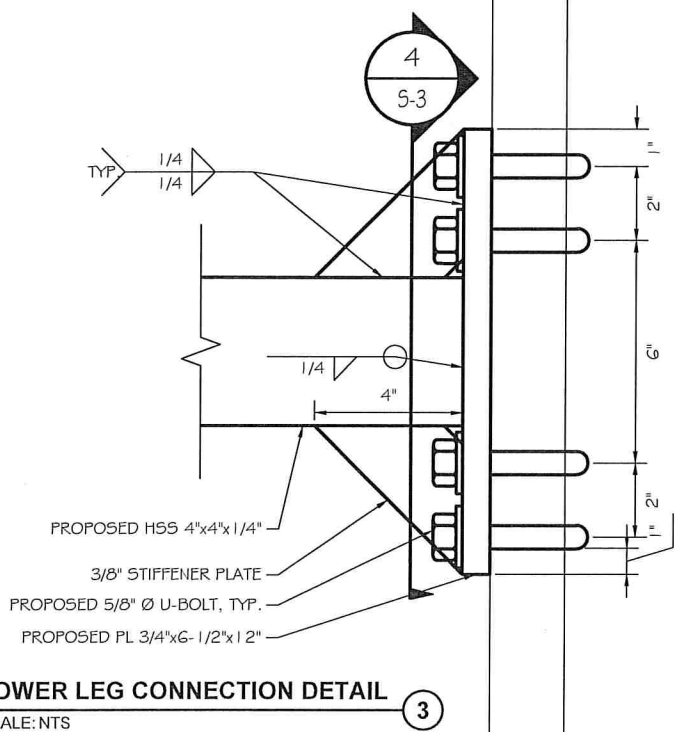 4
S-3
TYP.
1/4
1/4
1"
2"
6"
1/4
4"
2"
1"
PROPOSED HSS 4"x4"x1/4"
3/8" STIFFENER PLATE
PROPOSED 5/8" Ø U-BOLT, TYP.
PROPOSED PL 3/4"x6-1/2"x12"
OWER LEG CONNECTION DETAIL
3
ALE: NTS